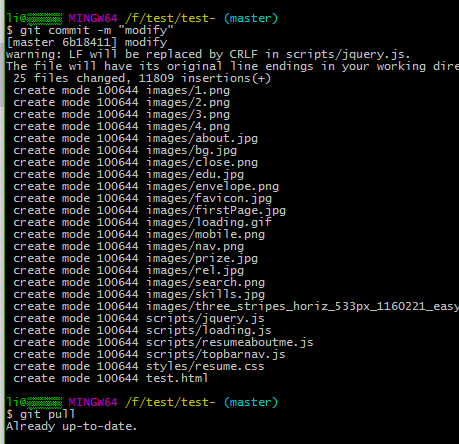 li@ MINGW64 /f/test/test- (master)
$ git commit -m "modify"
[master 6b18411] modify
warning: LF will be replaced by CRLF in scripts/jquery.js.
The file will have its original line endings in your working dire
25 files changed, 11809 insertions(+)
create mode 100644 images/1.png
create mode 100644 images/2.png
create mode 100644 images/3.png
create mode 100644 images/4.png
create mode 100644 images/about.jpg
create mode 100644 images/bg.jpg
create mode 100644 images/close.png
create mode 100644 images/edu.jpg
create mode 100644 images/envelope.png
create mode 100644 images/favicon.jpg
create mode 100644 images/firstPage.jpg
create mode 100644 images/loading.gif
create mode 100644 images/mobile.png
create mode 100644 images/nav.png
create mode 100644 images/prize.jpg
create mode 100644 images/rel.jpg
create mode 100644 images/search.png
create mode 100644 images/skills.jpg
create mode 100644 images/three_stripes_horiz_533px_1160221_easy
create mode 100644 scripts/jquery.js
create mode 100644 scripts/loading.js
create mode 100644 scripts/resumeaboutme.js
create mode 100644 scripts/topbarnav.js
create mode 100644 styles/resume.css
create mode 100644 test.html
li@ MINGW64 /f/test/test- (master)
$ git pull
Already up-to-date.